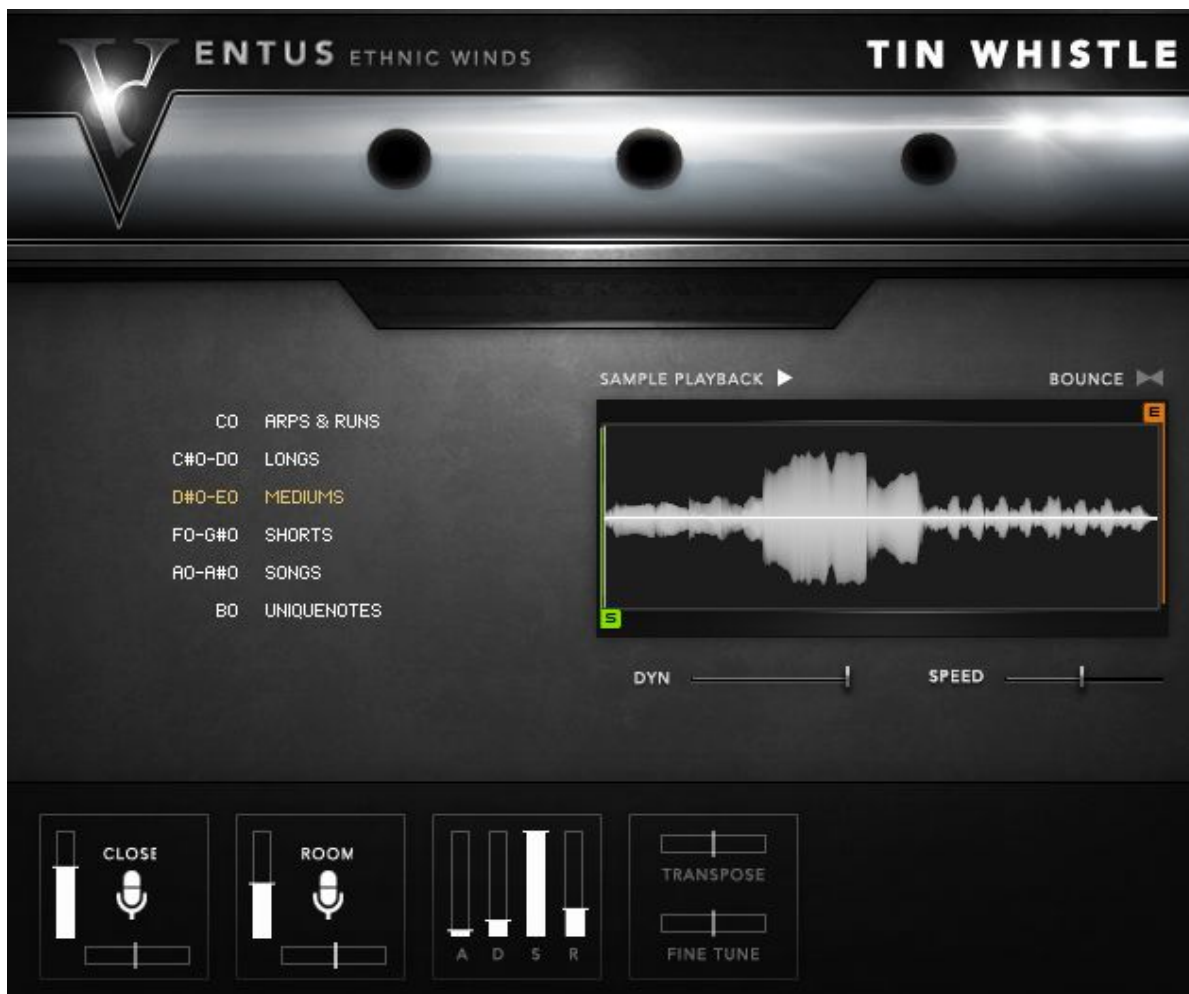 VENTUS ETHNIC WINDS
TIN WHISTLE
SAMPLE PLAYBACK
BOUNCE
C0 ARPS & RUNS
C#0-D0 LONGS
D#0-E0 MEDIUMS
F0-G#0 SHORTS
A0-A#0 SONGS
B0 UNIQUENOTES
E
S
DYN
SPEED
CLOSE
ROOM
A D S R
TRANSPOSE
FINE TUNE